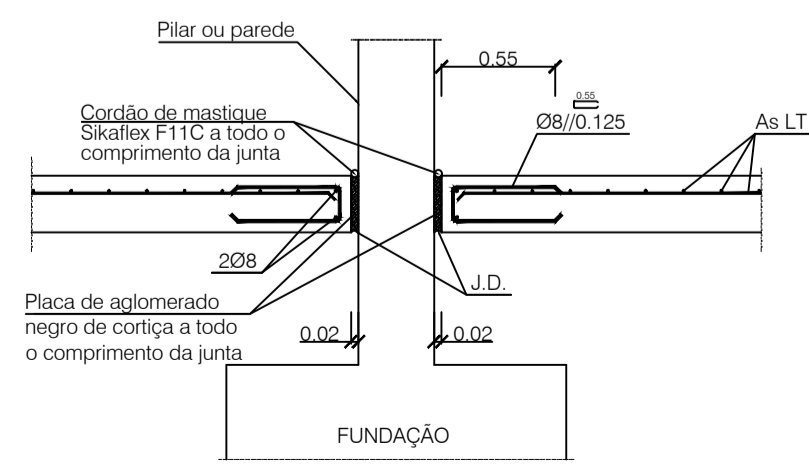 Pilar ou parede
0.55
0.55
Cordão de mastique
Sikaflex F11C a todo o
comprimento da junta
Ø8//0.125
As LT
2Ø8
J.D.
Placa de aglomerado
negro de cortiça a todo
o comprimento da junta
0.02
0.02
FUNDAÇÃO